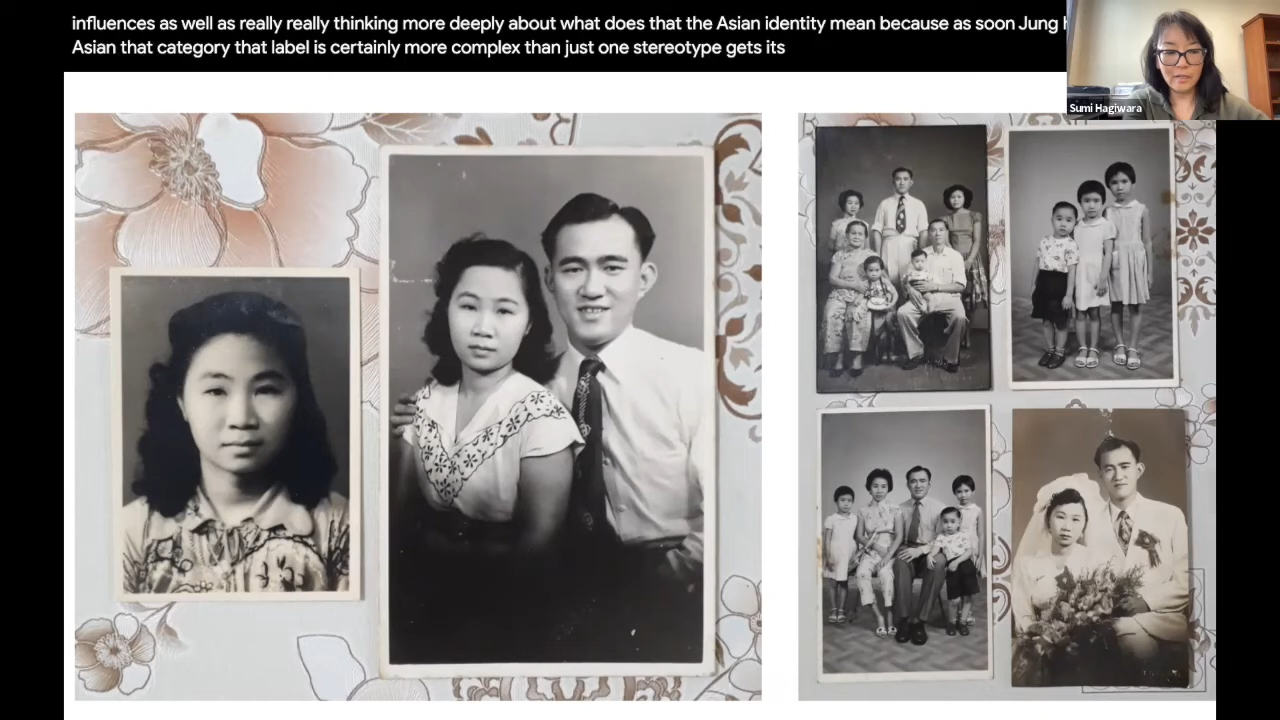 influences as well as really really thinking more deeply about what does that the Asian identity mean because as soon Jung
Asian that category that label is certainly more complex than just one stereotype gets its
Sumi Hagiwara